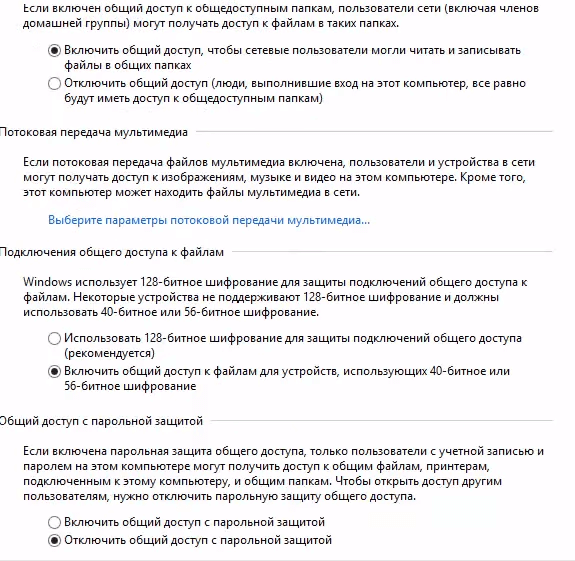 Если включен общий доступ к общедоступным папкам, пользователи сети (включая членов
домашней группы) могут получать доступ к файлам в таких папках.
Включить общий доступ, чтобы сетевые пользователи могли читать и записывать
файлы в общих папках
Отключить общий доступ (люди, выполнившие вход на этот компьютер, все равно
будут иметь доступ к общедоступным папкам)
Потоковая передача мультимедиа
Если потоковая передача файлов мультимедиа включена, пользователи и устройства в сети
могут получать доступ к изображениям, музыке и видео на этом компьютере. Кроме того,
этот компьютер может находить файлы мультимедиа в сети.
Выберите параметры потоковой передачи мультимедиа...
Подключения общего доступа к файлам
Windows использует 128-битное шифрование для защиты подключений общего доступа к
файлам. Некоторые устройства не поддерживают 128-битное шифрование и должны
использовать 40-битное или 56-битное шифрование.
Использовать 128-битное шифрование для защиты подключений общего доступа
(рекомендуется)
Включить общий доступ к файлам для устройств, использующих 40-битное или
56-битное шифрование
Общий доступ с парольной защитой
Если включена парольная защита общего доступа, только пользователи с учетной записью и
паролем на этом компьютере могут получить доступ к общим файлам, принтерам,
подключенным к этому компьютеру, и общим папкам. Чтобы открыть доступ другим
пользователям, нужно отключить парольную защиту общего доступа.
Включить общий доступ с парольной защитой
Отключить общий доступ с парольной защитой